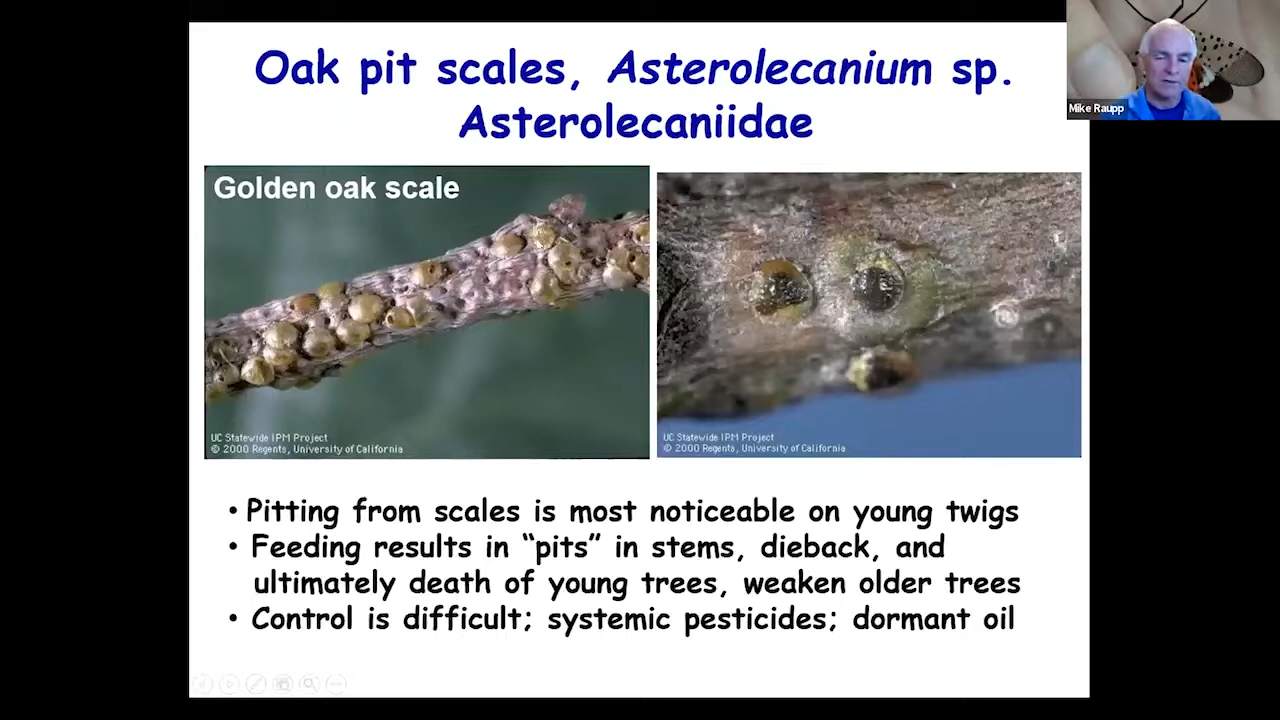 Oak pit scales, Asterolecanium sp.
Asterolecaniidae
Mike Raupp
Golden oak scale
UC Statewide IPM Project
© 2000 Regents, University of California
UC Statewide IPM Project
© 2000 Regents, University of California
• Pitting from scales is most noticeable on young twigs
• Feeding results in “pits” in stems, dieback, and
ultimately death of young trees, weaken older trees
• Control is difficult; systemic pesticides; dormant oil